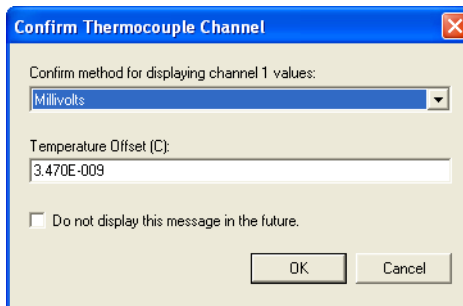 Confirm Thermocouple Channel
Confirm method for displaying channel 1 values:
Millivolts
Temperature Offset (C):
3.470E-009
Do not display this message in the future.
OK Cancel